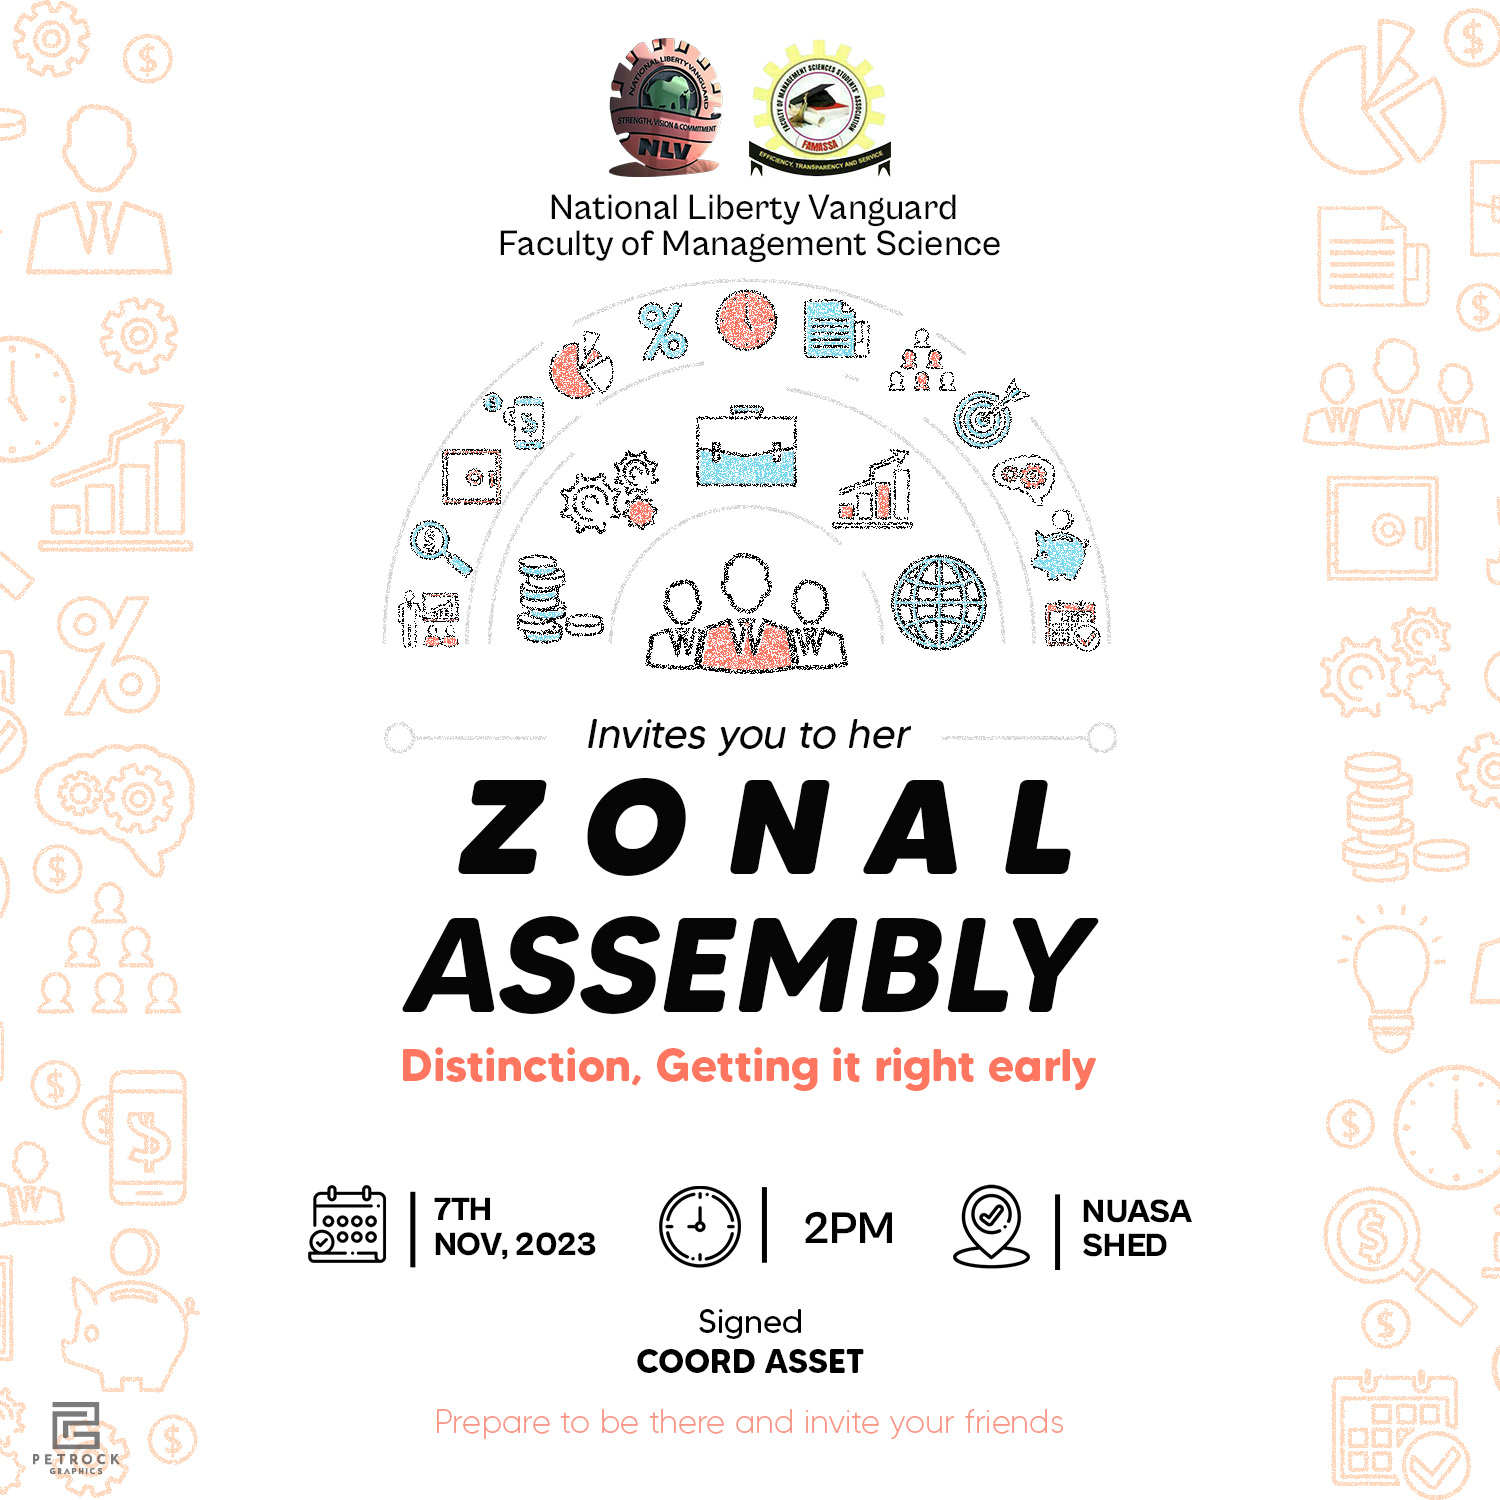 NATIONAL LIBERTY VANGUARD
STRENGTH, VISION & COMMITMENT
NLV
FACULTY OF MANAGEMENT SCIENCES STUDENTS' ASSOCIATION
FAMASSA
EFFICIENCY, TRANSPARENCY AND SERVICE
National Liberty Vanguard
Faculty of Management Science
Invites you to her
ZONAL
ASSEMBLY
Distinction, Getting it right early
7TH
NOV, 2023
2PM
NUASA
SHED
Signed
COORD ASSET
Prepare to be there and invite your friends
PETROCK
GRAPHICS